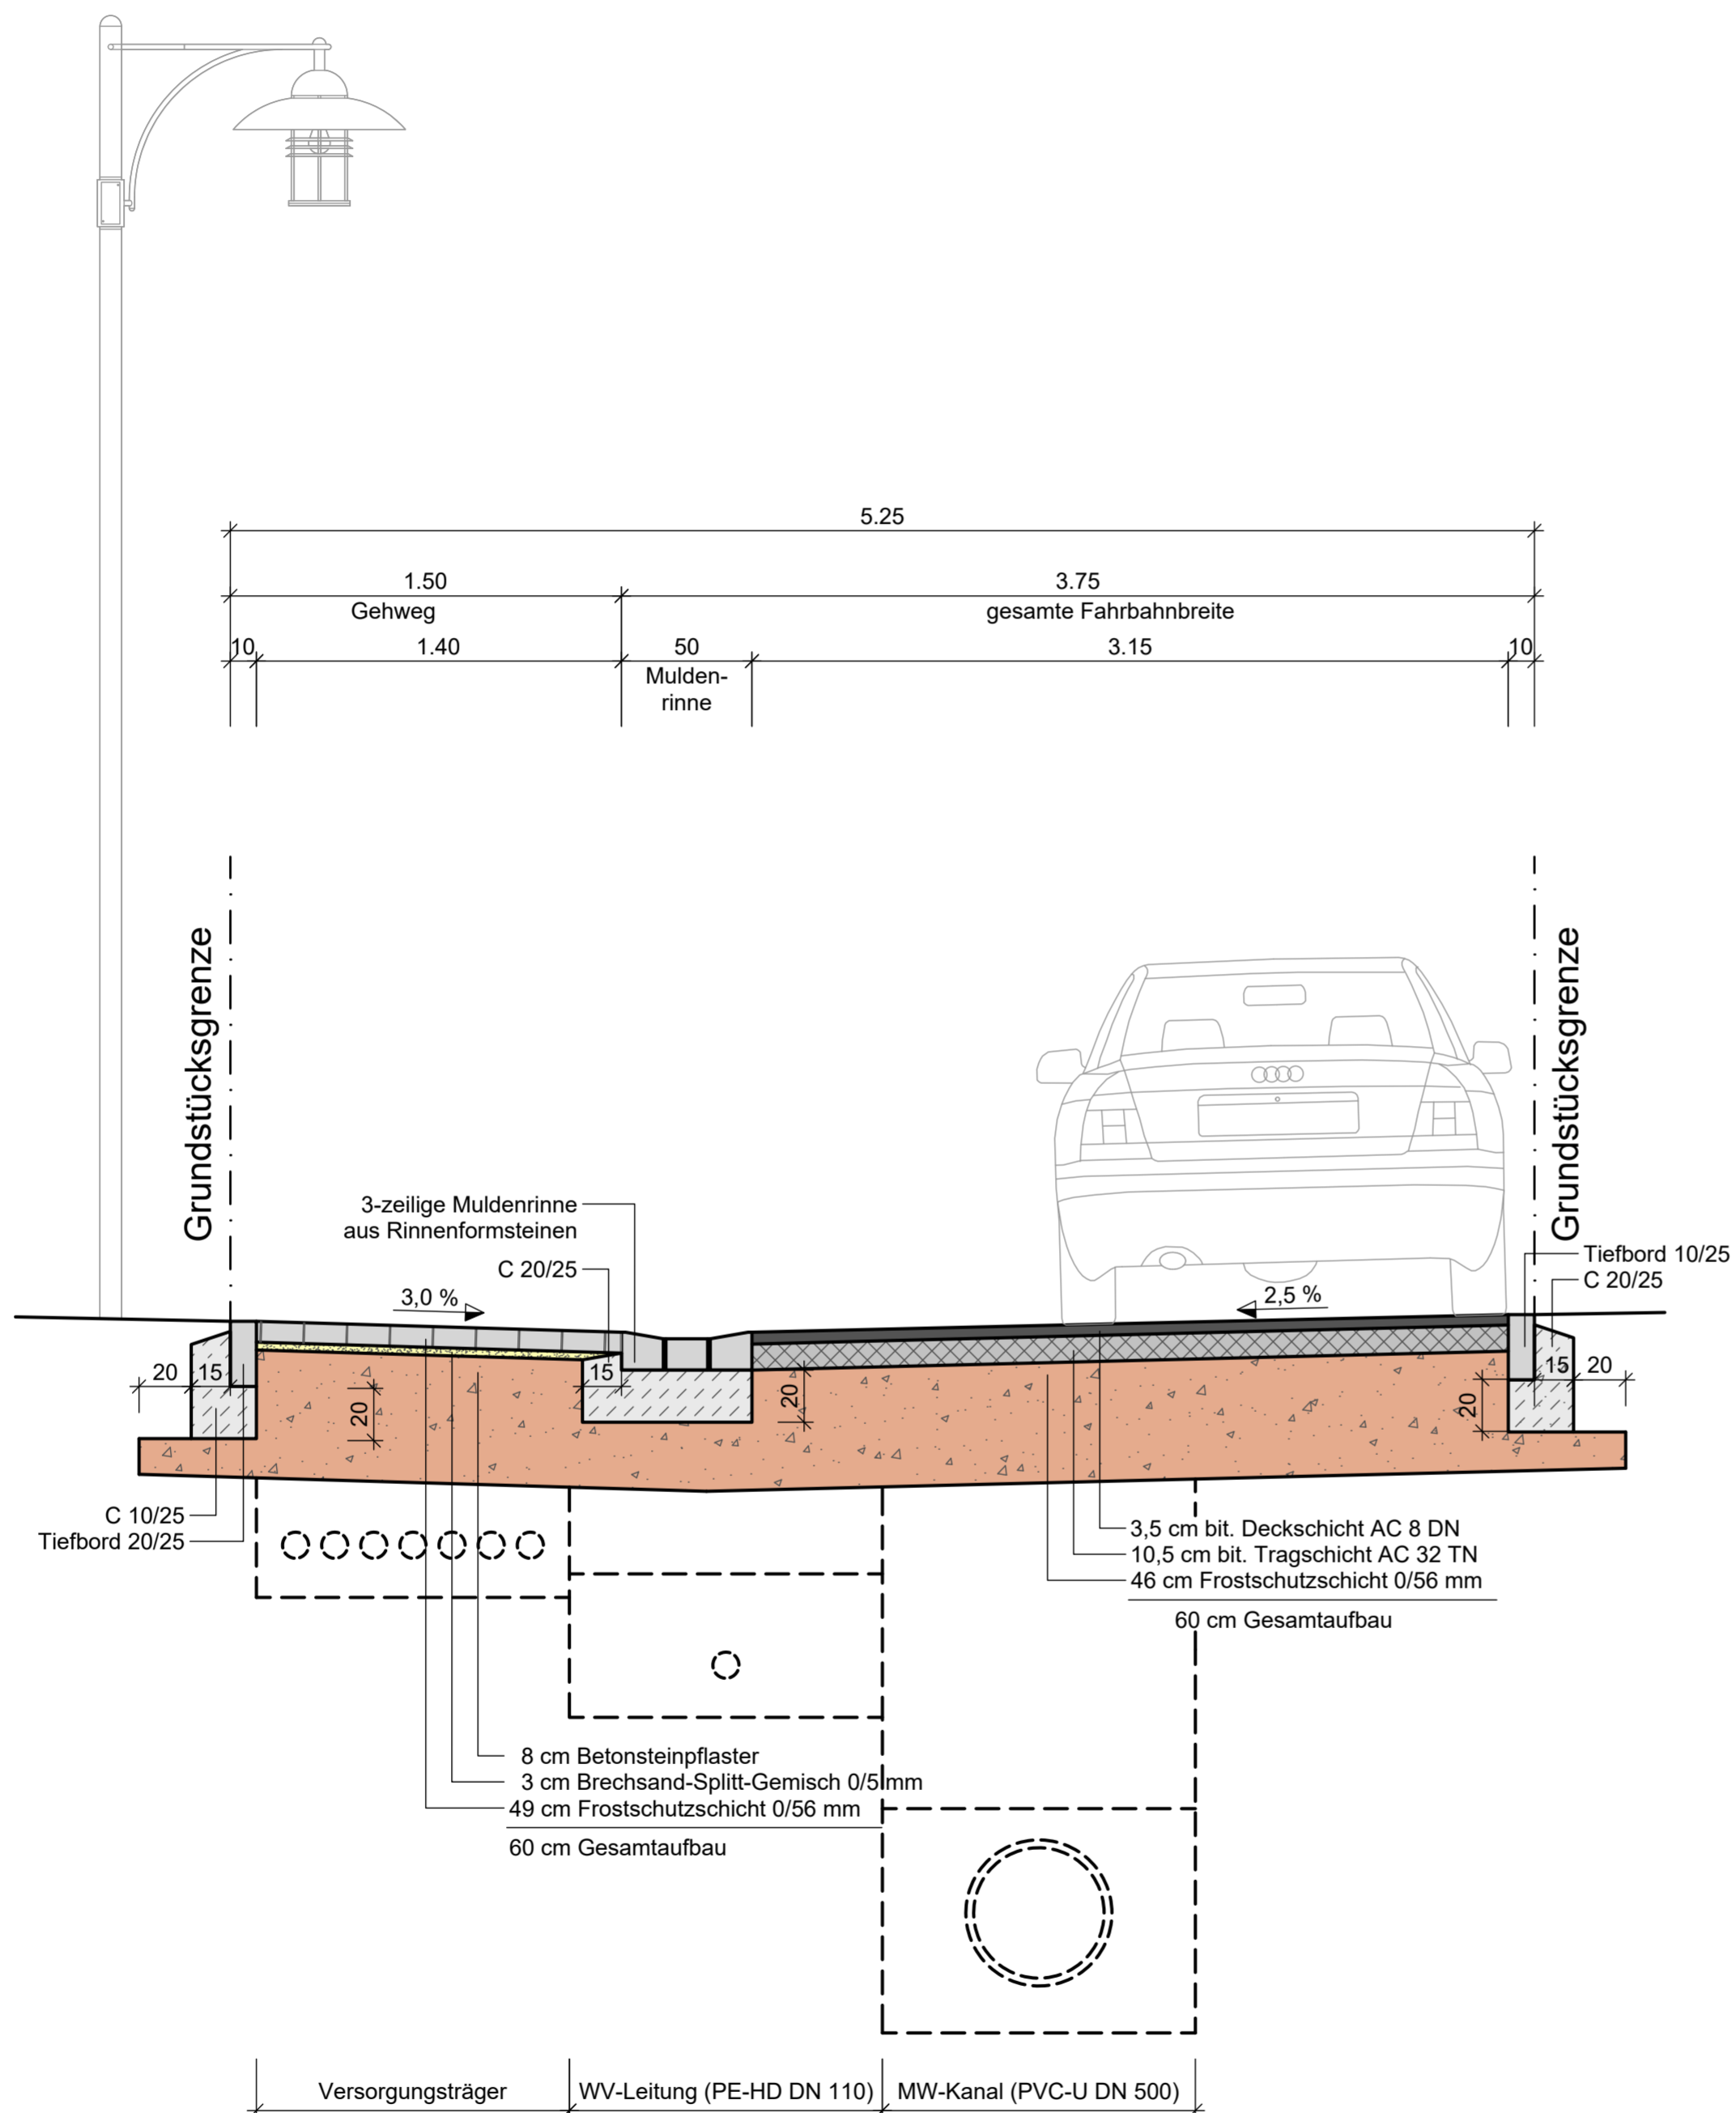 5.25
1.50
3.75
Gehweg
gesamte Fahrbahnbreite
10
1.40
50
3.15
10
Mulden-
rinne
Grundstücksgrenze
Grundstücksgrenze
3-zeilige Muldenrinne
aus Rinnenformsteinen
C 20/25
Tiefbord 10/25
C 20/25
3,0 %
2,5 %
20
15
15
15
20
20
20
20
C 10/25
Tiefbord 20/25
3,5 cm bit. Deckschicht AC 8 DN
10,5 cm bit. Tragschicht AC 32 TN
46 cm Frostschutzschicht 0/56 mm
60 cm Gesamtaufbau
8 cm Betonsteinpflaster
3 cm Brechsand-Splitt-Gemisch 0/5 mm
49 cm Frostschutzschicht 0/56 mm
60 cm Gesamtaufbau
Versorgungsträger
WV-Leitung (PE-HD DN 110)
MW-Kanal (PVC-U DN 500)